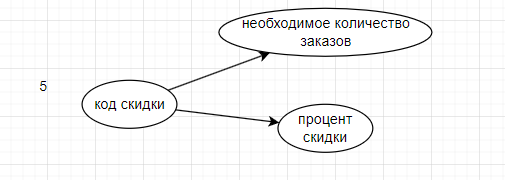 необходимое количество
заказов
5
код скидки
процент
скидки